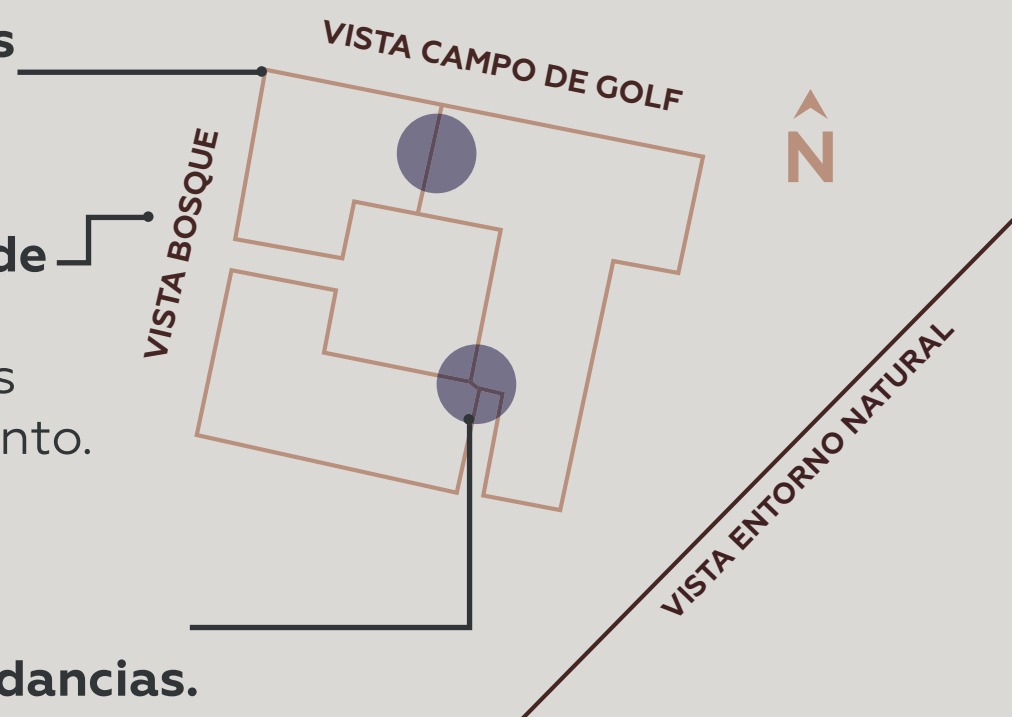 s
VISTA CAMPO DE GOLF
N
VISTA BOSQUE
de
s
nto.
VISTA ENTORNO NATURAL
dancias.